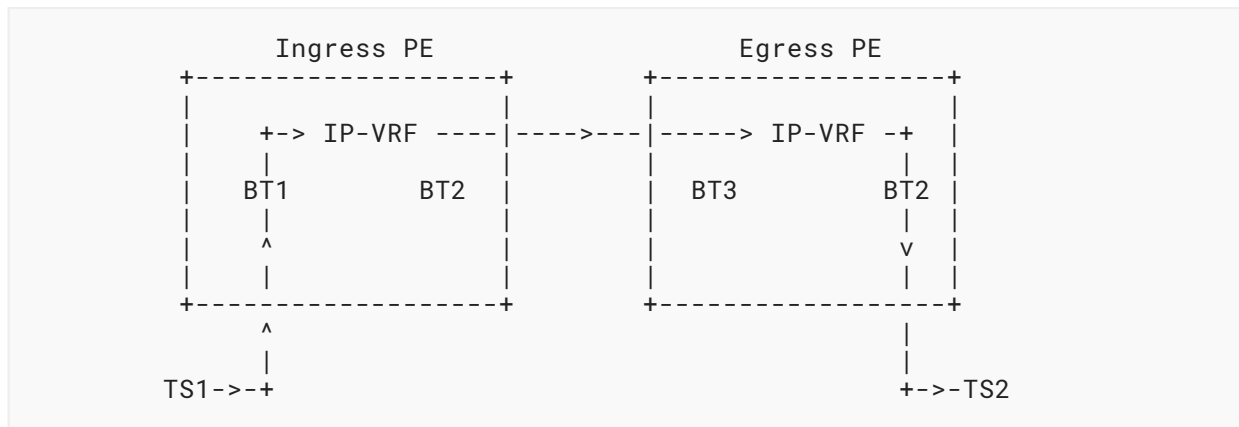 Ingress PE Egress PE
+-------------------+ +------------------+
| | | |
| +-> IP-VRF ----|---->---|-----> IP-VRF -+ |
| | | | | |
| BT1 BT2 | | BT3 BT2 |
| | | | | |
| ^ | | v |
| | | | | |
+-------------------+ +------------------+
^ |
| |
TS1->-+ +->-TS2